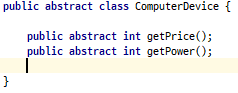 public abstract class ComputerDevice {
public abstract int getPrice();
public abstract int getPower();
}